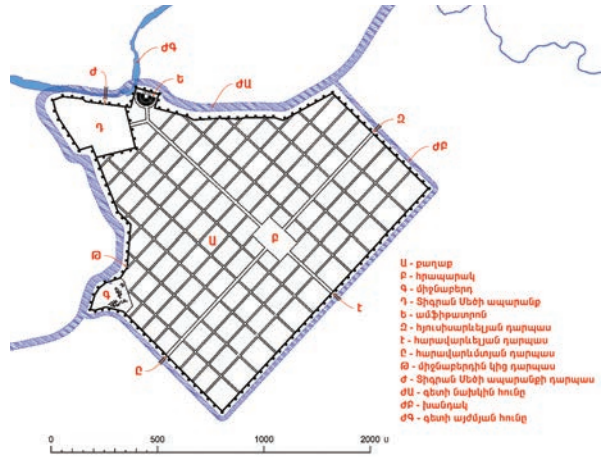 ԺԳ
Ժ
Ե
ԺԱ
Դ
Զ
ԺԲ
Ա
Բ
Թ
Գ
Է
Ը
Ա - քաղաք
Բ - հրապարակ
Գ - միջնաբերդ
Դ - Տիգրան Մեծի ապարանք
Ե - ամֆիթատրոն
Զ - հյուսիսարևելյան դարպաս
Է - հարավարևելյան դարպաս
Ը - հարավարևմտյան դարպաս
Թ - միջնաբերդին կից դարպաս
Ժ - Տիգրան Մեծի ապարանքի դարպաս
ԺԱ - գետի նախկին հունը
ԺԲ - խանդակ
ԺԳ - գետի այժմյան հունը
0 500 1000 2000 մ